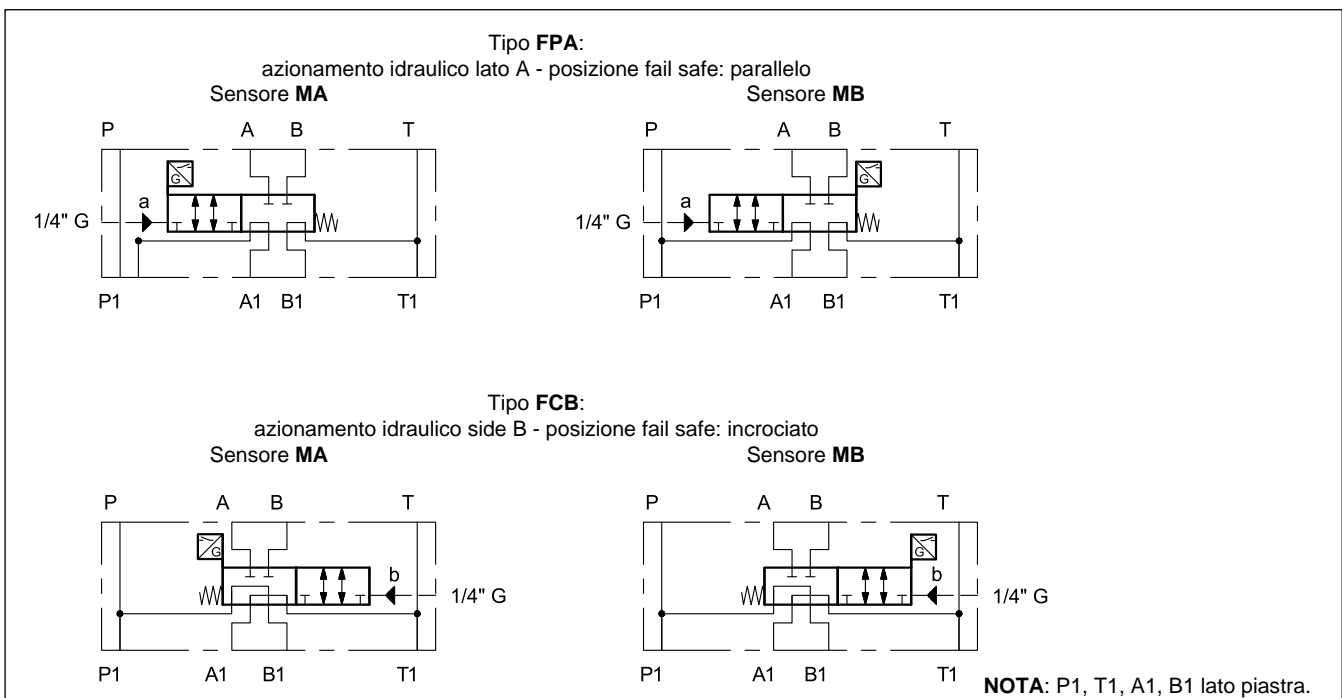 Tipo FPA:
azionamento idraulico lato A - posizione fail safe: parallelo
Sensore MA
Sensore MB
P A B T
P A B T
G
G
a
a
1/4" G
1/4" G
P1 A1 B1 T1
P1 A1 B1 T1
Tipo FCB:
azionamento idraulico side B - posizione fail safe: incrociato
Sensore MA
Sensore MB
P A B T
P A B T
G
G
b
b
1/4" G
1/4" G
P1 A1 B1 T1
P1 A1 B1 T1
NOTA: P1, T1, A1, B1 lato piastra.